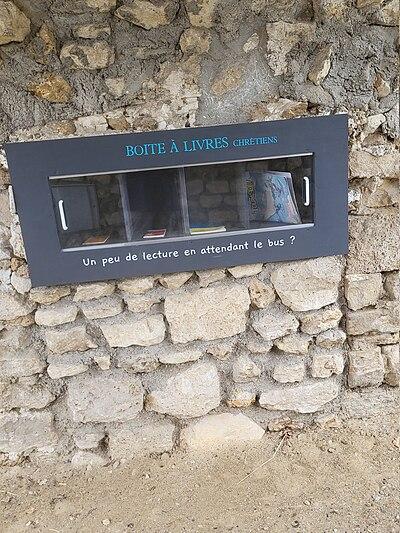 BOITE À LIVRES CHRÉTIENS
Un peu de lecture en attendant le bus ?